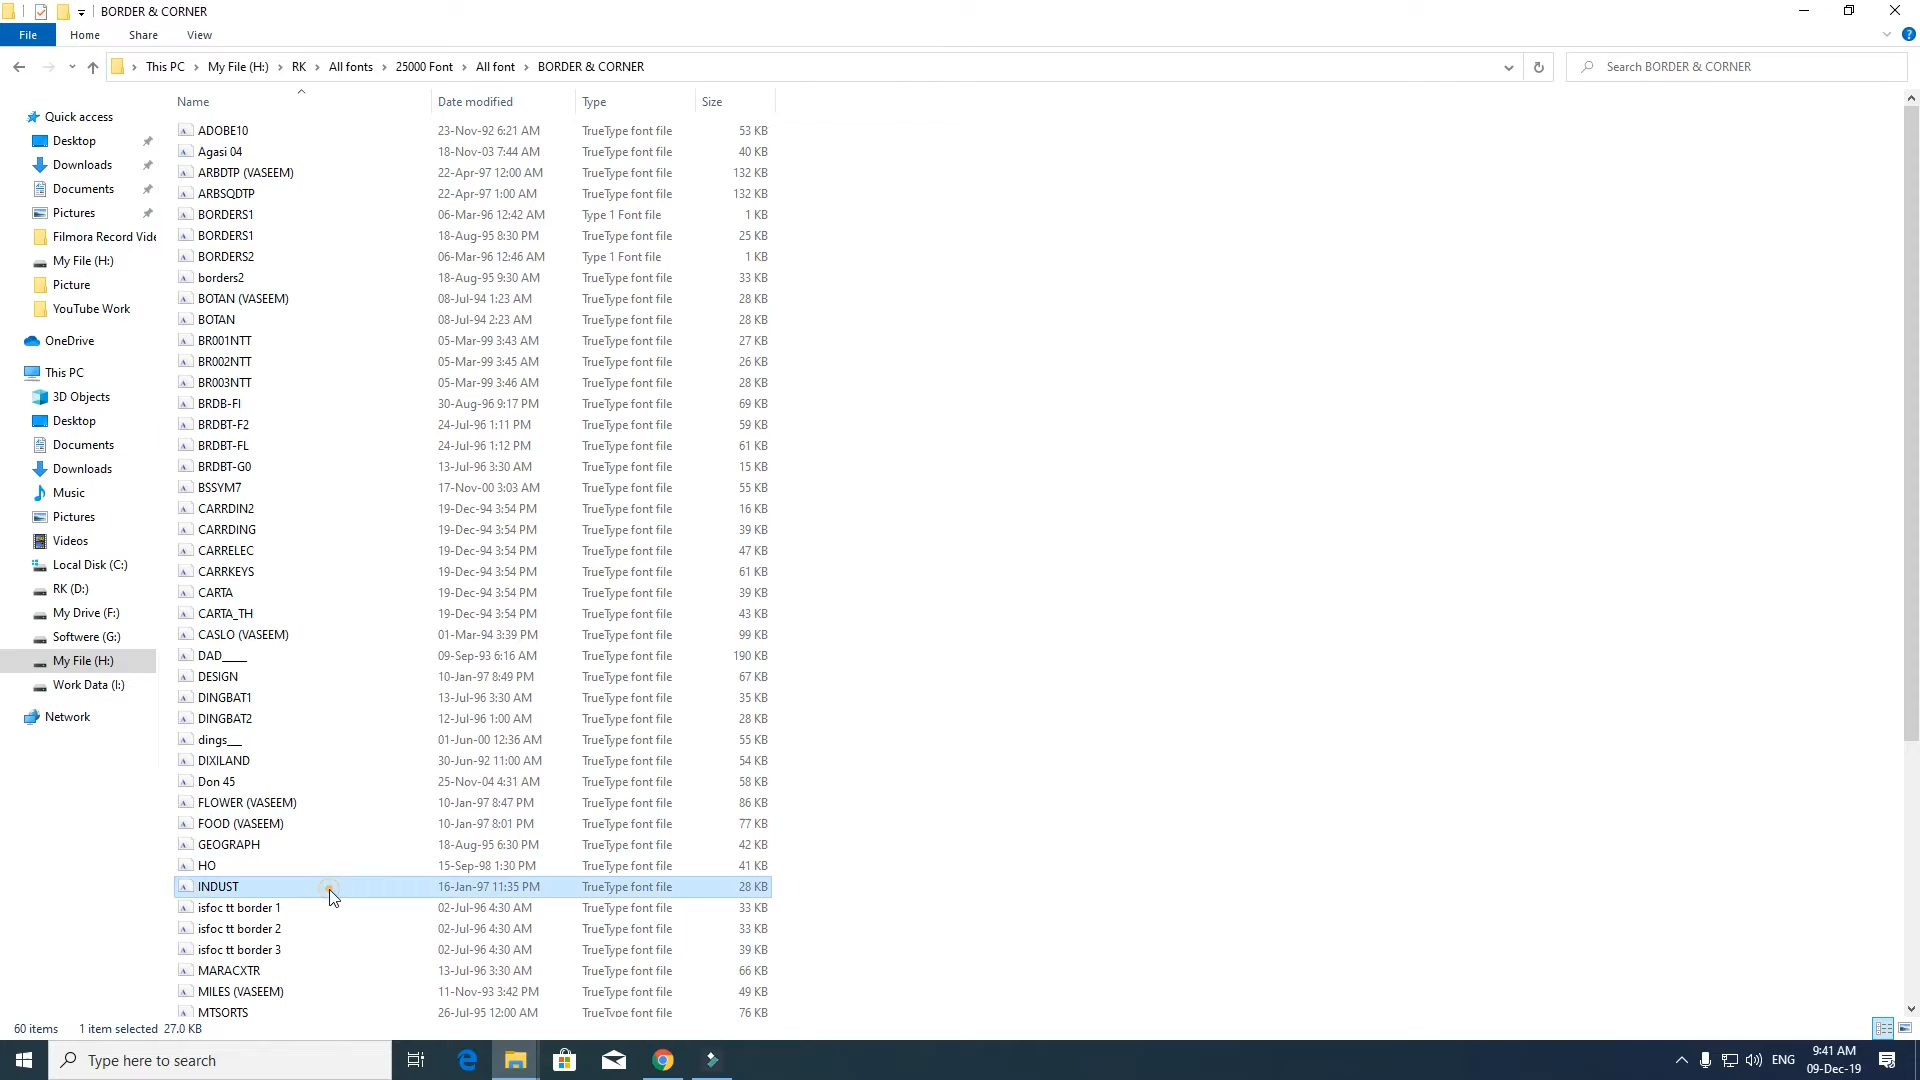 BORDER & CORNER
File Home Share View
This PC My File (H:) RK All fonts 25000 Font All font BORDER & CORNER
Search BORDER & CORNER
Name Date modified Type Size
Quick access
Desktop
Downloads
Documents
Pictures
Filmora Record Vide
My File (H:)
Picture
YouTube Work
OneDrive
This PC
3D Objects
Desktop
Documents
Downloads
Music
Pictures
Videos
Local Disk (C:)
RK (D:)
My Drive (F:)
Softwere (G:)
My File (H:)
Work Data (I:)
Network
ADOBE10 23-Nov-92 6:21 AM TrueType font file 53 KB
Agasi 04 18-Nov-03 7:44 AM TrueType font file 40 KB
ARBDTP (VASEEM) 22-Apr-97 12:00 AM TrueType font file 132 KB
ARBSQDTP 22-Apr-97 1:00 AM TrueType font file 132 KB
BORDERS1 06-Mar-96 12:42 AM Type 1 Font file 1 KB
BORDERS1 18-Aug-95 8:30 PM TrueType font file 25 KB
BORDERS2 06-Mar-96 12:46 AM Type 1 Font file 1 KB
borders2 18-Aug-95 9:30 AM TrueType font file 33 KB
BOTAN (VASEEM) 08-Jul-94 1:23 AM TrueType font file 28 KB
BOTAN 08-Jul-94 2:23 AM TrueType font file 28 KB
BR001NTT 05-Mar-99 3:43 AM TrueType font file 27 KB
BR002NTT 05-Mar-99 3:45 AM TrueType font file 26 KB
BR003NTT 05-Mar-99 3:46 AM TrueType font file 28 KB
BRDB-FI 30-Aug-96 9:17 PM TrueType font file 69 KB
BRDBT-F2 24-Jul-96 1:11 PM TrueType font file 59 KB
BRDBT-FL 24-Jul-96 1:12 PM TrueType font file 61 KB
BRDBT-G0 13-Jul-96 3:30 AM TrueType font file 15 KB
BSSYM7 17-Nov-00 3:03 AM TrueType font file 55 KB
CARRDIN2 19-Dec-94 3:54 PM TrueType font file 16 KB
CARRDING 19-Dec-94 3:54 PM TrueType font file 39 KB
CARRELEC 19-Dec-94 3:54 PM TrueType font file 47 KB
CARRKEYS 19-Dec-94 3:54 PM TrueType font file 61 KB
CARTA 19-Dec-94 3:54 PM TrueType font file 39 KB
CARTA_TH 19-Dec-94 3:54 PM TrueType font file 43 KB
CASLO (VASEEM) 01-Mar-94 3:39 PM TrueType font file 99 KB
DAD_____ 09-Sep-93 6:16 AM TrueType font file 190 KB
DESIGN 10-Jan-97 8:49 PM TrueType font file 67 KB
DINGBAT1 13-Jul-96 3:30 AM TrueType font file 35 KB
DINGBAT2 12-Jul-96 1:00 AM TrueType font file 28 KB
dings___ 01-Jun-00 12:36 AM TrueType font file 55 KB
DIXILAND 30-Jun-92 11:00 AM TrueType font file 54 KB
Don 45 25-Nov-04 4:31 AM TrueType font file 58 KB
FLOWER (VASEEM) 10-Jan-97 8:47 PM TrueType font file 86 KB
FOOD (VASEEM) 10-Jan-97 8:01 PM TrueType font file 77 KB
GEOGRAPH 18-Aug-95 6:30 PM TrueType font file 42 KB
HO 15-Sep-98 1:30 PM TrueType font file 41 KB
INDUST 16-Jan-97 11:35 PM TrueType font file 28 KB
isfoc tt border 1 02-Jul-96 4:30 AM TrueType font file 33 KB
isfoc tt border 2 02-Jul-96 4:30 AM TrueType font file 33 KB
isfoc tt border 3 02-Jul-96 4:30 AM TrueType font file 39 KB
MARACXTR 13-Jul-96 3:30 AM TrueType font file 66 KB
MILES (VASEEM) 11-Nov-93 3:42 PM TrueType font file 49 KB
MTSORTS 26-Jul-95 12:00 AM TrueType font file 76 KB
60 items 1 item selected 27.0 KB
Type here to search
ENG
9:41 AM
09-Dec-19